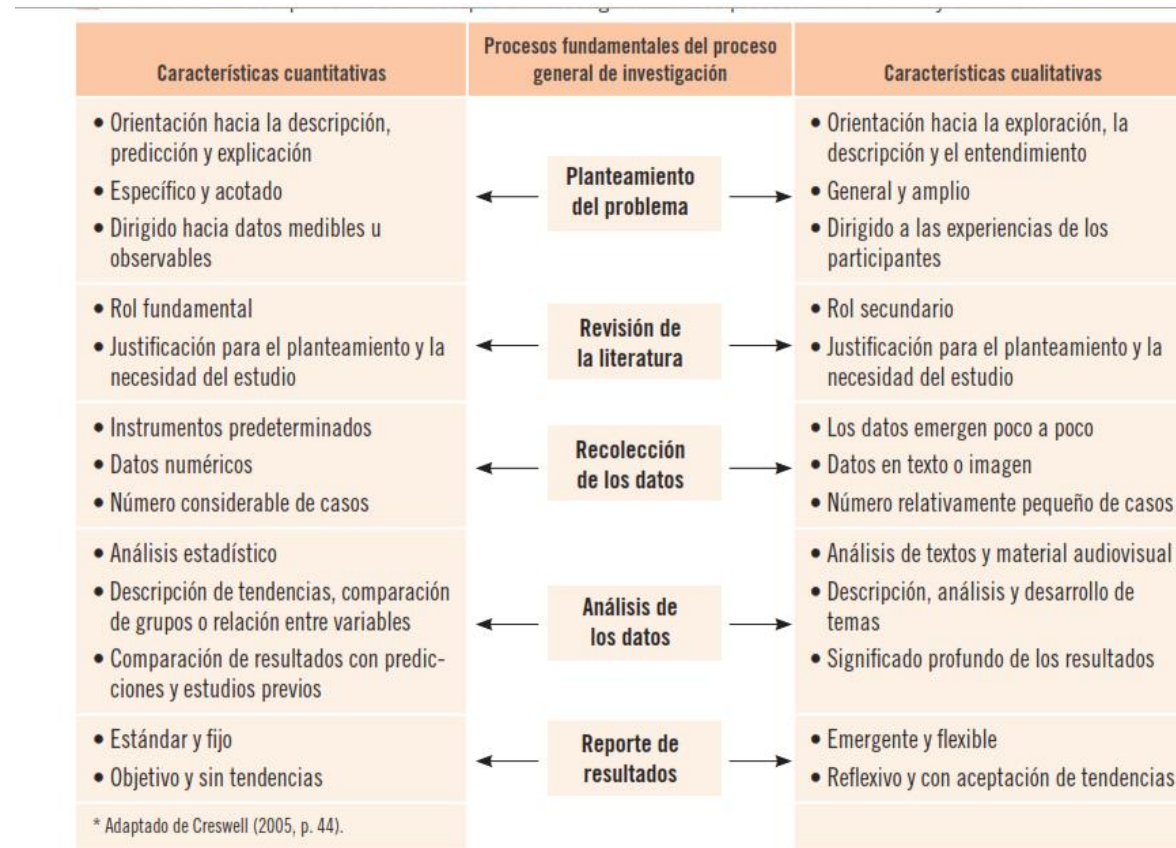 Características cuantitativas
Procesos fundamentales del proceso
general de investigación
Características cualitativas
• Orientación hacia la descripción,
predicción y explicación
• Específico y acotado
• Dirigido hacia datos medibles u
observables
Planteamiento
del problema
• Orientación hacia la exploración, la
descripción y el entendimiento
• General y amplio
• Dirigido a las experiencias de los
participantes
• Rol fundamental
• Justificación para el planteamiento y la
necesidad del estudio
Revisión de
la literatura
• Rol secundario
• Justificación para el planteamiento y la
necesidad del estudio
• Instrumentos predeterminados
• Datos numéricos
• Número considerable de casos
Recolección
de los datos
• Los datos emergen poco a poco
• Datos en texto o imagen
• Número relativamente pequeño de casos
• Análisis estadístico
• Descripción de tendencias, comparación
de grupos o relación entre variables
• Comparación de resultados con predic-
ciones y estudios previos
Análisis de
los datos
• Análisis de textos y material audiovisual
• Descripción, análisis y desarrollo de
temas
• Significado profundo de los resultados
• Estándar y fijo
• Objetivo y sin tendencias
Reporte de
resultados
• Emergente y flexible
• Reflexivo y con aceptación de tendencias
* Adaptado de Creswell (2005, p. 44).